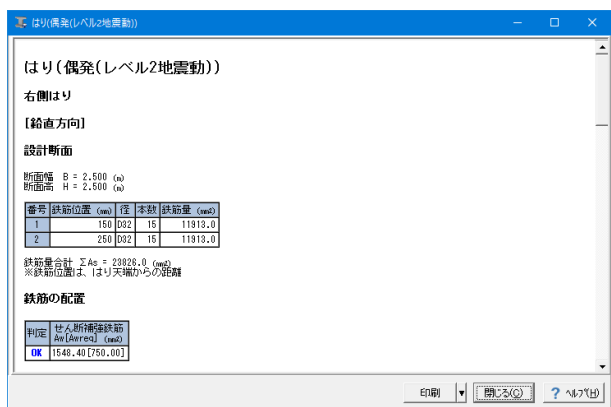 はり(偶発(レベル2地震動))
はり(偶発(レベル2地震動))
右側はり
[鉛直方向]
設計断面
断面幅 B = 2.500 (m)
断面高 H = 2.500 (m)
番号 鉄筋位置 (mm) 径 本数 鉄筋量 (mm2)
1 150 D32 15 11913.0
2 250 D32 15 11913.0
鉄筋量合計 ΣAs = 23826.0 (mm2)
※鉄筋位置は、はり天端からの距離
鉄筋の配置
判定 せん断補強鉄筋
Aw[Awreq] (mm2)
OK 1548.40[750.00]
印刷 閉じる(C) ? ヘルプ(H)